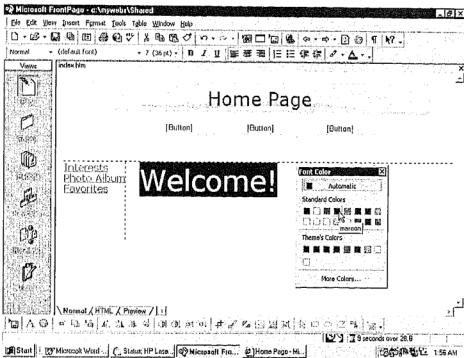 Microsoft FrontPage - c:\mywebs\Shared
File Edit View Insert Format Tools Table Window Help
Normal (default font) 7 (36 pt) B I U
Views
index.htm
Home Page
[Button] [Button] [Button]
Interests
Photo Album
Favorites
Welcome!
Font Color
Automatic
Standard Colors
maroon
Theme's Colors
More Colors...
Normal / HTML / Preview
9 seconds over 28.8
Start Microsoft Word - Status: HP Lase... Microsoft Fro... Home Page - Mi... 1:56 AM